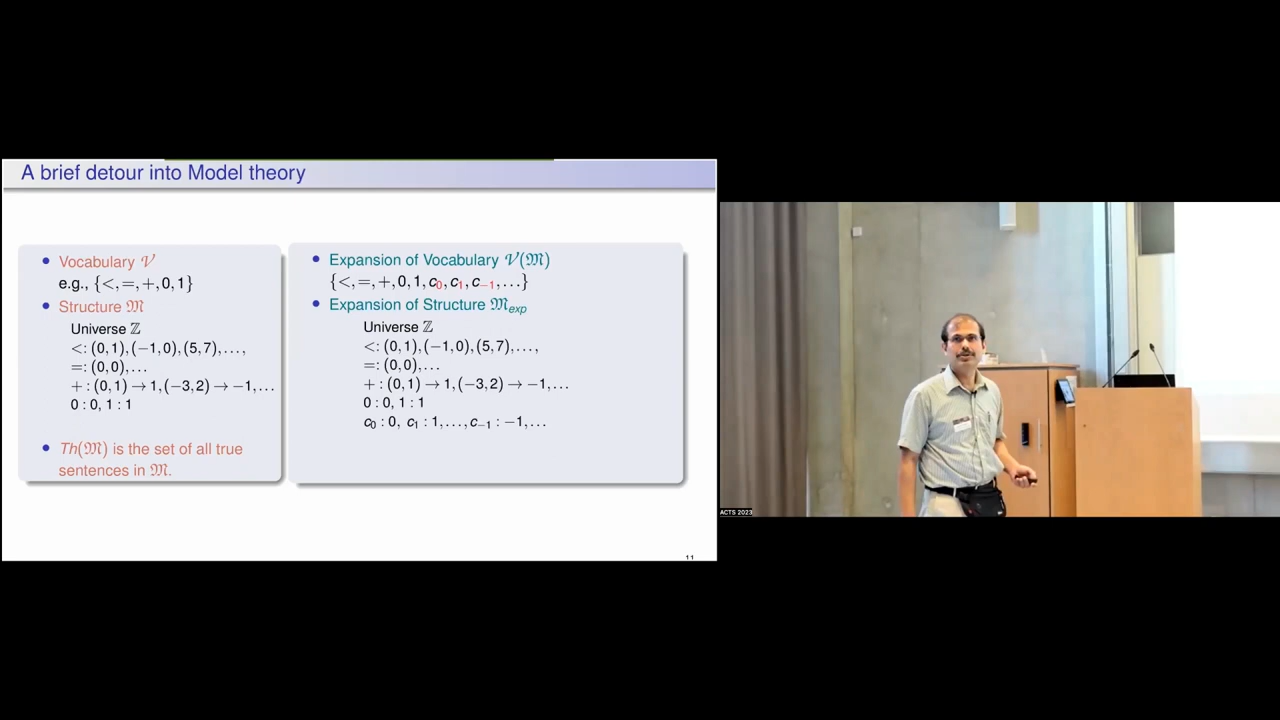 A brief detour into Model theory
• Vocabulary 𝒱
e.g., {<,=,+,0,1}
• Structure 𝔐
Universe ℤ
<: (0,1),(−1,0),(5,7),…,
=: (0,0),…
+ : (0,1) → 1,(−3,2) → −1,…
0 : 0, 1 : 1
• Th(𝔐) is the set of all true
sentences in 𝔐.
• Expansion of Vocabulary 𝒱(𝔐)
{<,=,+,0,1,c₀,c₁,c₋₁,…}
• Expansion of Structure 𝔐exp
Universe ℤ
<: (0,1),(−1,0),(5,7),…,
=: (0,0),…
+ : (0,1) → 1,(−3,2) → −1,…
0 : 0, 1 : 1
c₀ : 0, c₁ : 1,…,c₋₁ : −1,…
11
ACTS 2023